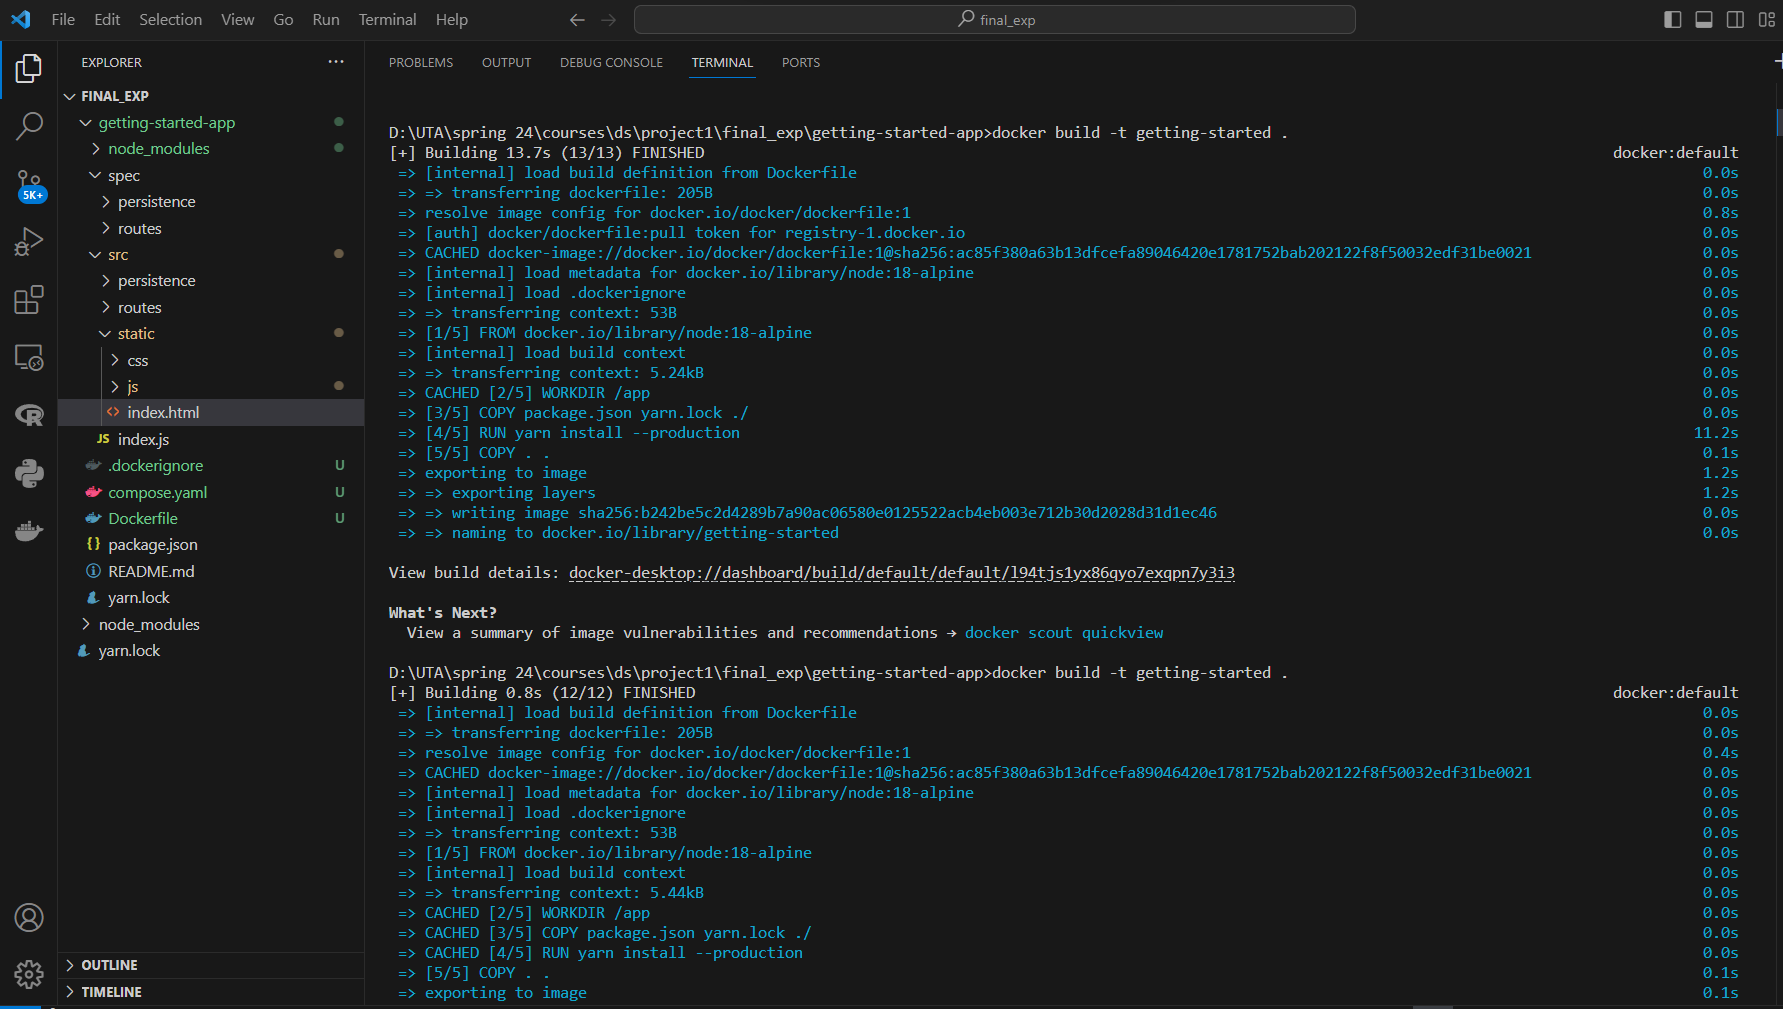 File Edit Selection View Go Run Terminal Help
final_exp
EXPLORER
FINAL_EXP
getting-started-app
node_modules
spec
persistence
routes
5K+
src
persistence
routes
static
css
js
index.html
JS index.js
.dockerignore U
compose.yaml U
Dockerfile U
{} package.json
README.md
yarn.lock
node_modules
yarn.lock
OUTLINE
TIMELINE
PROBLEMS OUTPUT DEBUG CONSOLE TERMINAL PORTS
D:\UTA\spring 24\courses\ds\project1\final_exp\getting-started-app>docker build -t getting-started .
[+] Building 13.7s (13/13) FINISHED docker:default
=> [internal] load build definition from Dockerfile 0.0s
=> => transferring dockerfile: 205B 0.0s
=> resolve image config for docker.io/docker/dockerfile:1 0.8s
=> [auth] docker/dockerfile:pull token for registry-1.docker.io 0.0s
=> CACHED docker-image://docker.io/docker/dockerfile:1@sha256:ac85f380a63b13dfcefa89046420e1781752bab202122f8f50032edf31be0021 0.0s
=> [internal] load metadata for docker.io/library/node:18-alpine 0.0s
=> [internal] load .dockerignore 0.0s
=> => transferring context: 53B 0.0s
=> [1/5] FROM docker.io/library/node:18-alpine 0.0s
=> [internal] load build context 0.0s
=> => transferring context: 5.24kB 0.0s
=> CACHED [2/5] WORKDIR /app 0.0s
=> [3/5] COPY package.json yarn.lock ./ 0.0s
=> [4/5] RUN yarn install --production 11.2s
=> [5/5] COPY . . 0.1s
=> exporting to image 1.2s
=> => exporting layers 1.2s
=> => writing image sha256:b242be5c2d4289b7a90ac06580e0125522acb4eb003e712b30d2028d31d1ec46 0.0s
=> => naming to docker.io/library/getting-started 0.0s
View build details: docker-desktop://dashboard/build/default/default/l94tjs1yx86qyo7exqpn7y3i3
What's Next?
View a summary of image vulnerabilities and recommendations → docker scout quickview
D:\UTA\spring 24\courses\ds\project1\final_exp\getting-started-app>docker build -t getting-started .
[+] Building 0.8s (12/12) FINISHED docker:default
=> [internal] load build definition from Dockerfile 0.0s
=> => transferring dockerfile: 205B 0.0s
=> resolve image config for docker.io/docker/dockerfile:1 0.4s
=> CACHED docker-image://docker.io/docker/dockerfile:1@sha256:ac85f380a63b13dfcefa89046420e1781752bab202122f8f50032edf31be0021 0.0s
=> [internal] load metadata for docker.io/library/node:18-alpine 0.0s
=> [internal] load .dockerignore 0.0s
=> => transferring context: 53B 0.0s
=> [1/5] FROM docker.io/library/node:18-alpine 0.0s
=> [internal] load build context 0.0s
=> => transferring context: 5.44kB 0.0s
=> CACHED [2/5] WORKDIR /app 0.0s
=> CACHED [3/5] COPY package.json yarn.lock ./ 0.0s
=> CACHED [4/5] RUN yarn install --production 0.0s
=> [5/5] COPY . . 0.1s
=> exporting to image 0.1s